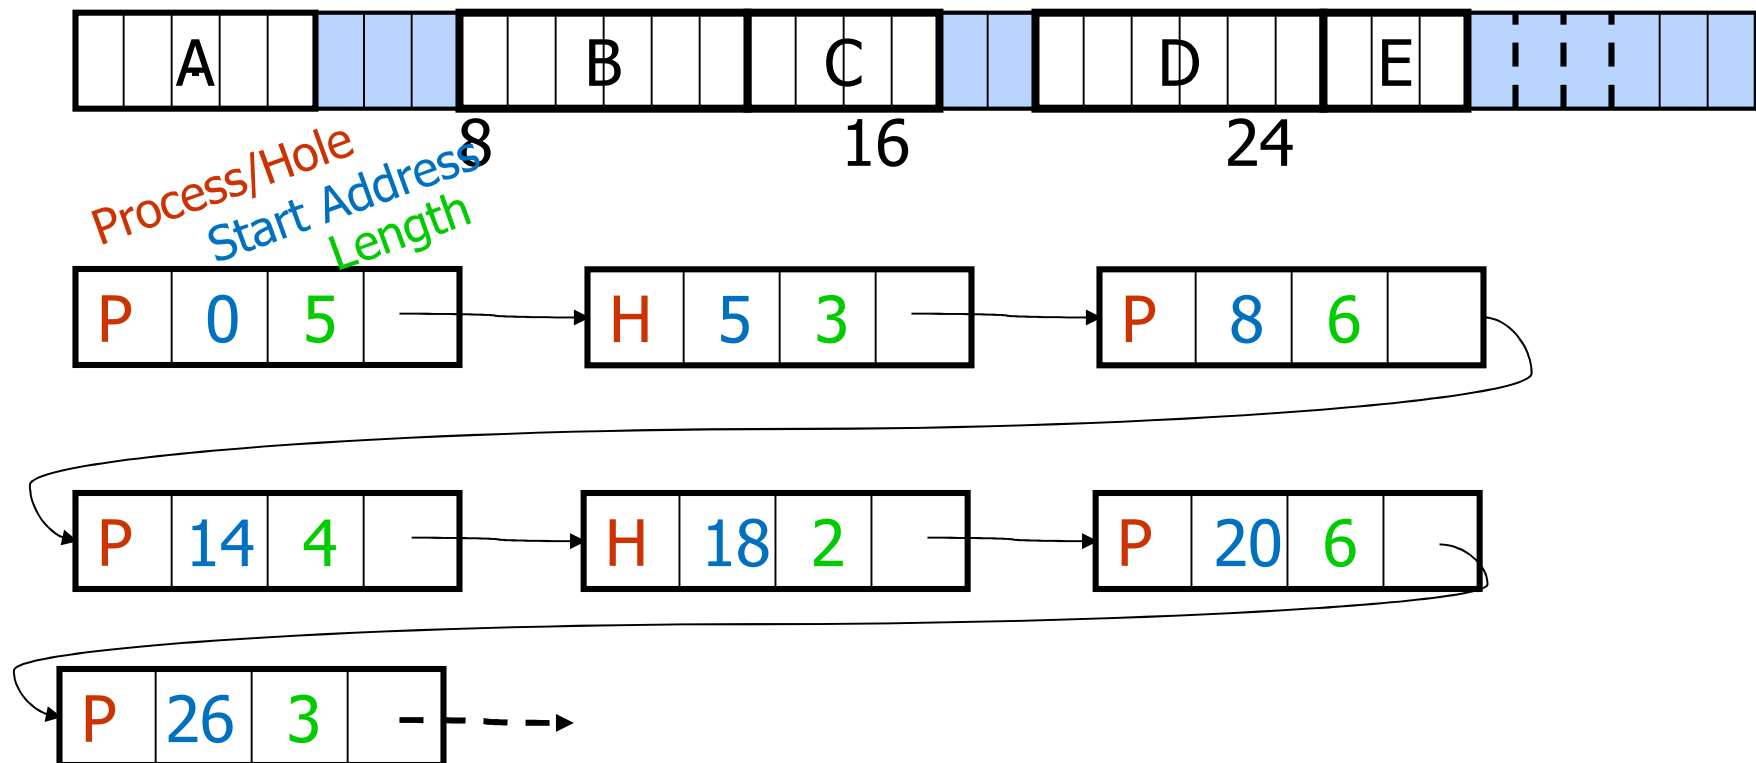 A B C D E
8 16 24
Process/Hole
Start Address
Length
P 0 5 H 5 3 P 8 6
P 14 4 H 18 2 P 20 6
P 26 3